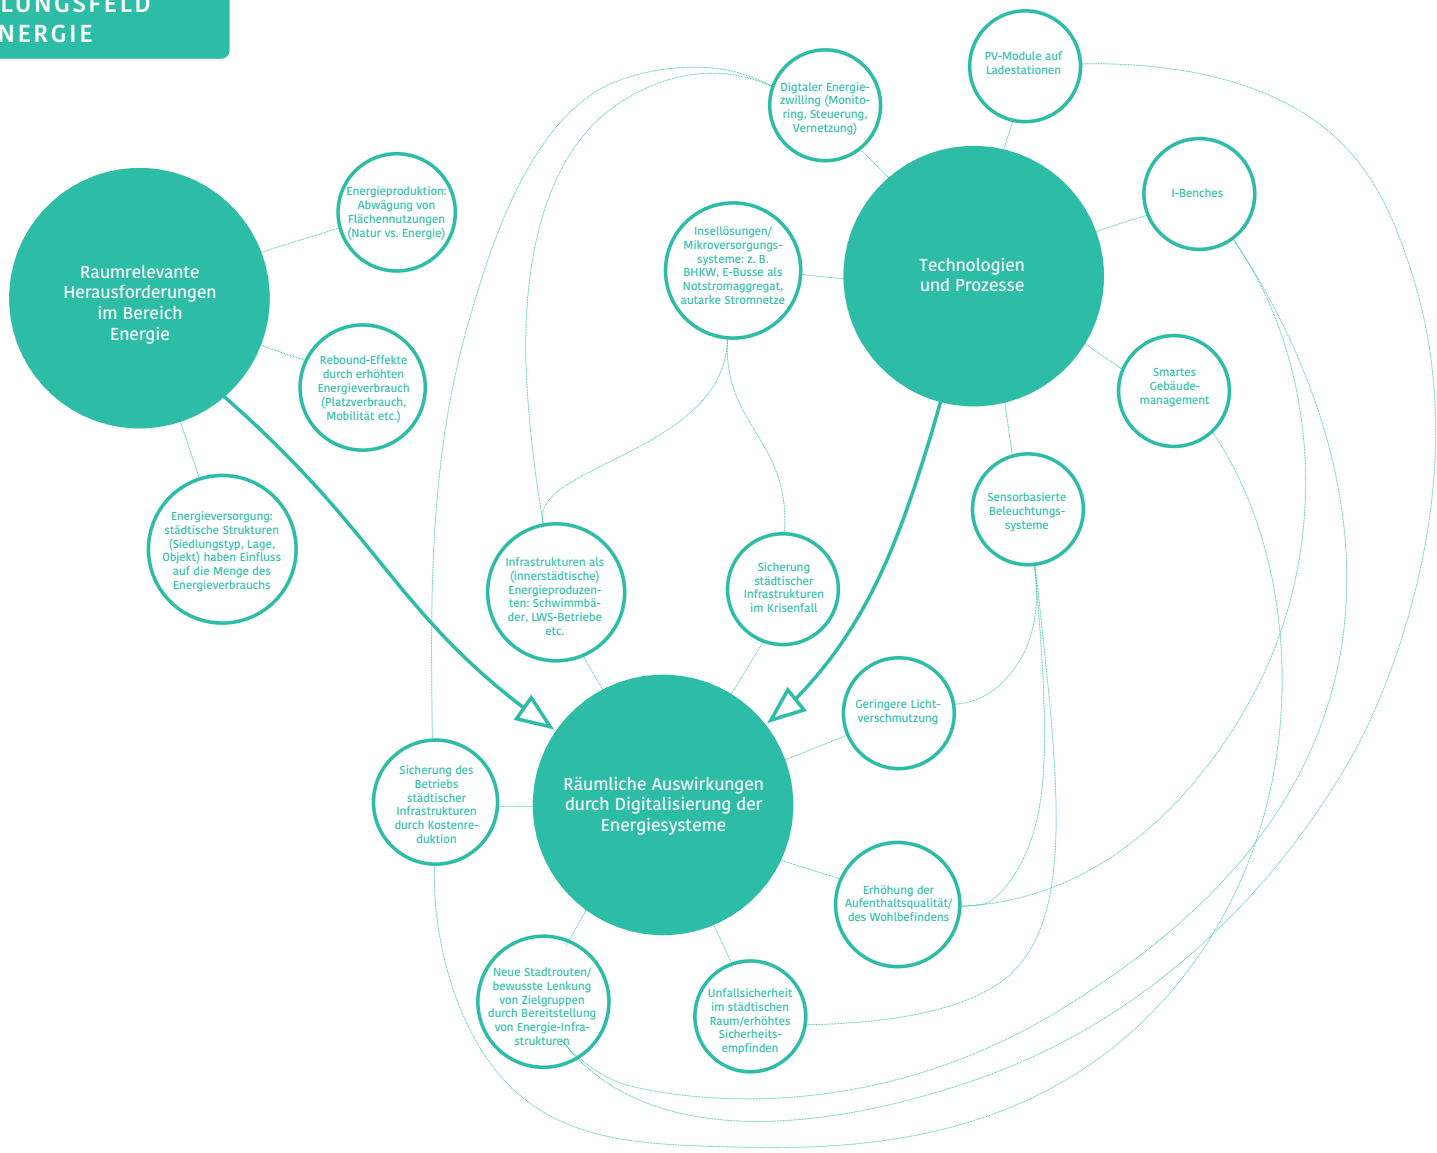 LUNGSFELD
NERGIE
PV-Module auf
Ladestationen
Digtaler Energie-
zwilling (Monito-
ring, Steuerung,
Vernetzung)
I-Benches
Energieproduktion:
Abwägung von
Flächennutzungen
(Natur vs. Energie)
Insellösungen/
Mikroversorgungs-
systeme: z. B.
BHKW, E-Busse als
Notstromaggregat,
autarke Stromnetze
Technologien
und Prozesse
Raumrelevante
Herausforderungen
im Bereich
Energie
Rebound-Effekte
durch erhöhten
Energieverbrauch
(Platzverbrauch,
Mobilität etc.)
Smartes
Gebäude-
management
Sensorbasierte
Beleuchtungs-
systeme
Energieversorgung:
städtische Strukturen
(Siedlungstyp, Lage,
Objekt) haben Einfluss
auf die Menge des
Energieverbrauchs
Infrastrukturen als
(innerstädtische)
Energieproduzen-
ten: Schwimmbä-
der, LWS-Betriebe
etc.
Sicherung
städtischer
Infrastrukturen
im Krisenfall
Geringere Licht-
verschmutzung
Sicherung des
Betriebs
städtischer
Infrastrukturen
durch Kostenre-
duktion
Räumliche Auswirkungen
durch Digitalisierung der
Energiesysteme
Erhöhung der
Aufenthaltsqualität/
des Wohlbefindens
Neue Stadtrouten/
bewusste Lenkung
von Zielgruppen
durch Bereitstellung
von Energie-Infra-
strukturen
Unfallsicherheit
im städtischen
Raum/erhöhtes
Sicherheits-
empfinden